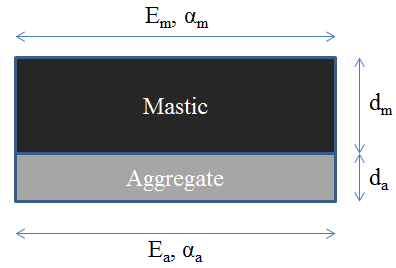 Eₘ, αₘ
Mastic
dₘ
Aggregate
dₐ
Eₐ, αₐ